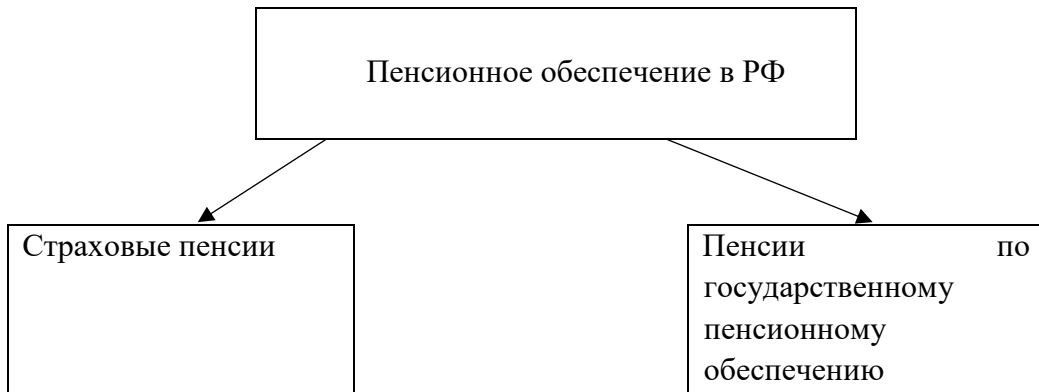 Пенсионное обеспечение в РФ
Страховые пенсии
Пенсии по
государственному
пенсионному
обеспечению